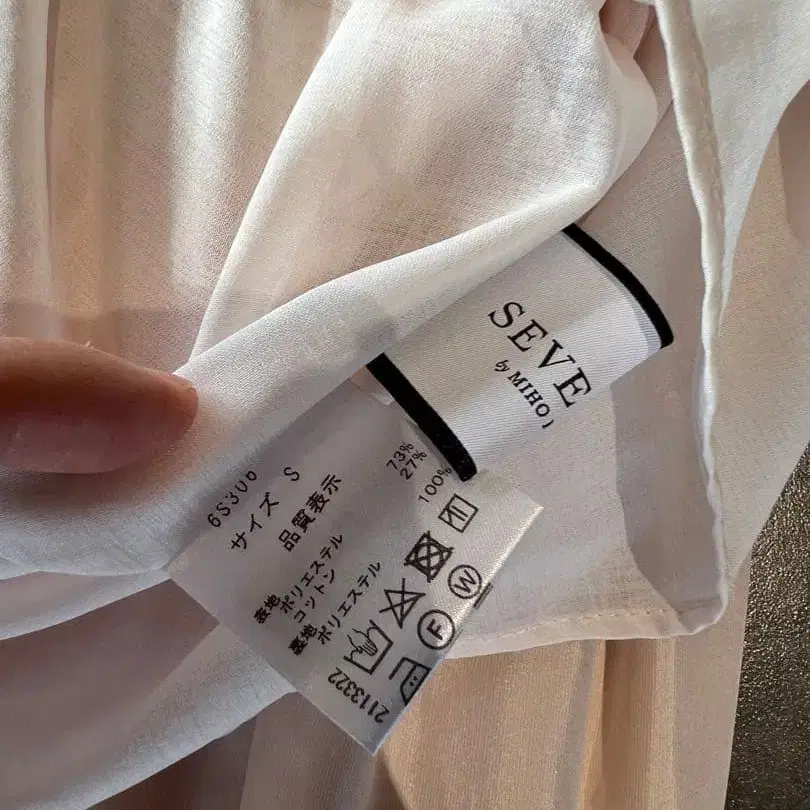 SEVE
by MIHO
サイズ S
品質表示
表地 ポリエステル 73%
コットン 27%
裏地 ポリエステル 100%
F
W
2113322